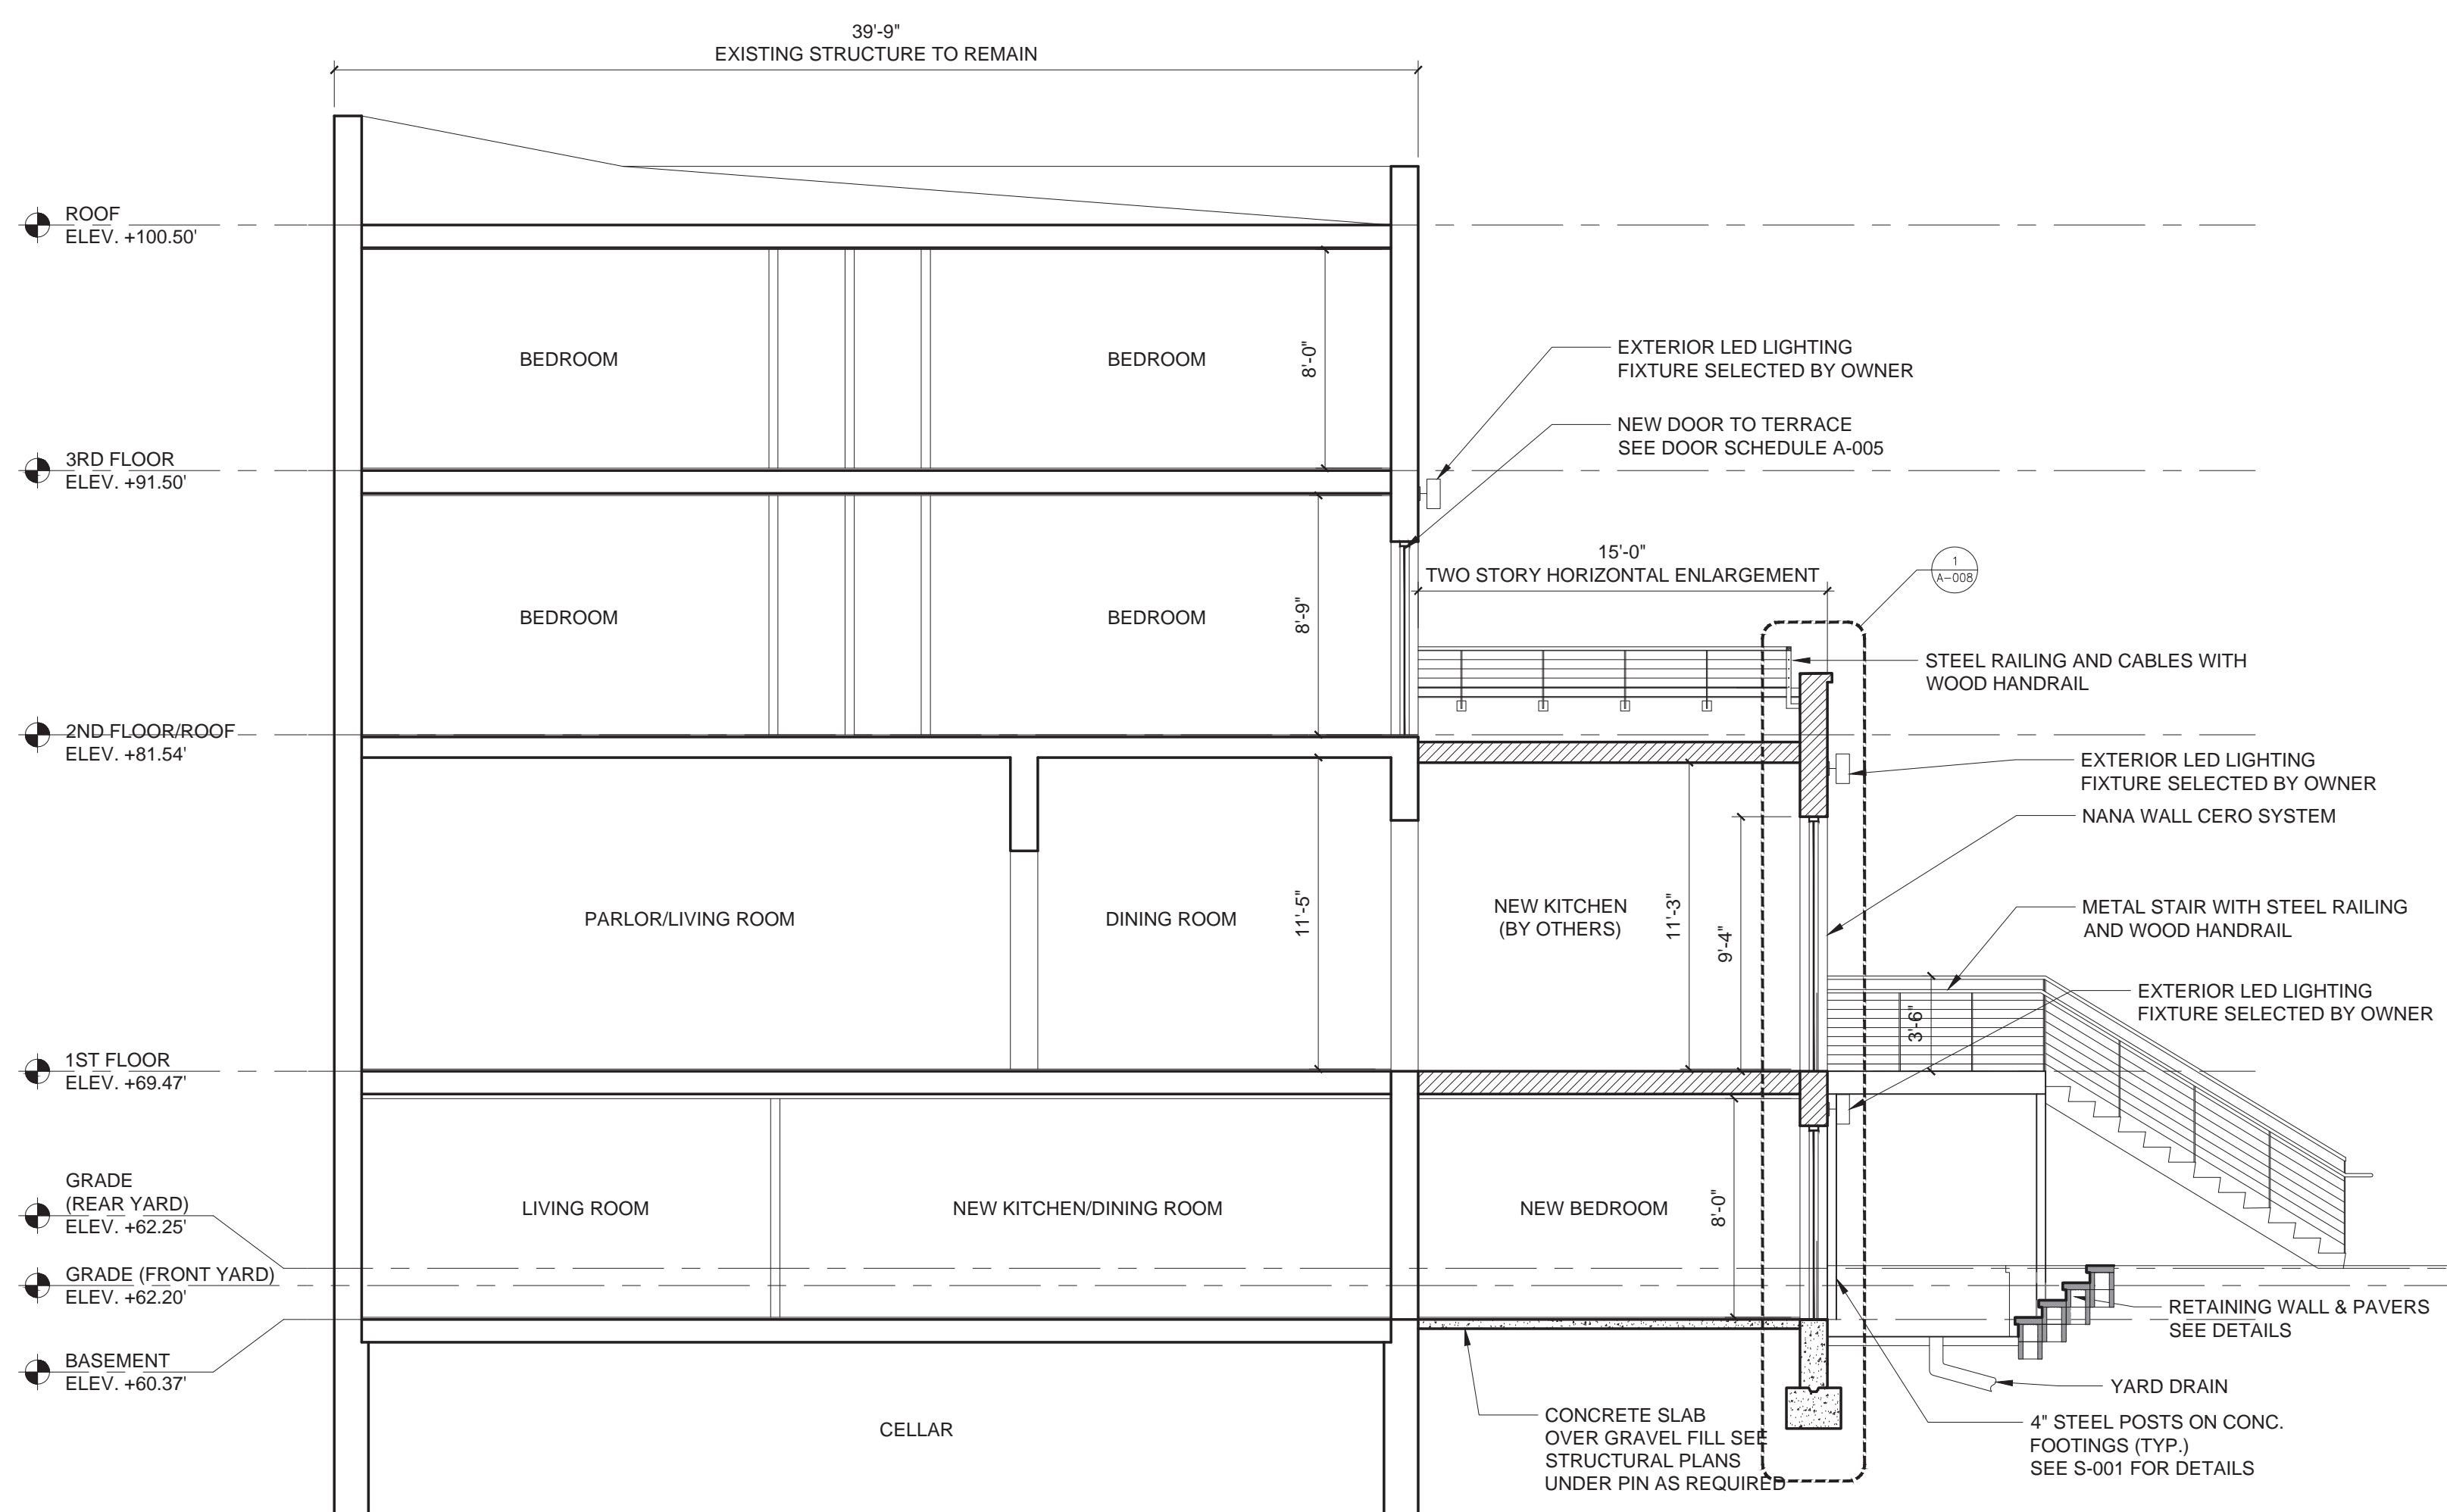 39'-9"
EXISTING STRUCTURE TO REMAIN
ROOF
ELEV. +100.50'
BEDROOM
BEDROOM
8'-0"
EXTERIOR LED LIGHTING
FIXTURE SELECTED BY OWNER
NEW DOOR TO TERRACE
SEE DOOR SCHEDULE A-005
3RD FLOOR
ELEV. +91.50'
15'-0"
TWO STORY HORIZONTAL ENLARGEMENT
1
A-008
BEDROOM
BEDROOM
8'-9"
STEEL RAILING AND CABLES WITH
WOOD HANDRAIL
2ND FLOOR/ROOF
ELEV. +81.54'
EXTERIOR LED LIGHTING
FIXTURE SELECTED BY OWNER
NANA WALL CERO SYSTEM
PARLOR/LIVING ROOM
DINING ROOM
11'-5"
NEW KITCHEN
(BY OTHERS)
11'-3"
9'-4"
METAL STAIR WITH STEEL RAILING
AND WOOD HANDRAIL
EXTERIOR LED LIGHTING
FIXTURE SELECTED BY OWNER
3'-6"
1ST FLOOR
ELEV. +69.47'
GRADE
(REAR YARD)
ELEV. +62.25'
LIVING ROOM
NEW KITCHEN/DINING ROOM
NEW BEDROOM
8'-0"
GRADE (FRONT YARD)
ELEV. +62.20'
RETAINING WALL & PAVERS
SEE DETAILS
BASEMENT
ELEV. +60.37'
YARD DRAIN
CELLAR
CONCRETE SLAB
OVER GRAVEL FILL SEE
STRUCTURAL PLANS
UNDER PIN AS REQUIRED
4" STEEL POSTS ON CONC.
FOOTINGS (TYP.)
SEE S-001 FOR DETAILS